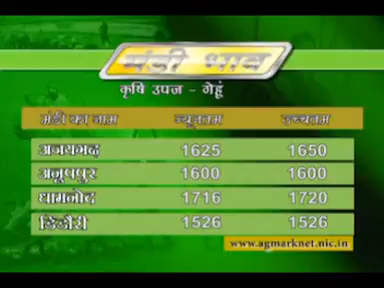 मंडी भाव
कृषि उपज - गेहूं
मंडी का नाम न्यूनतम उच्चतम
अजयगढ़ 1625 1650
अनूपपुर 1600 1600
धामनोद 1716 1720
डिंडौरी 1526 1526
www.agmarknet.nic.in